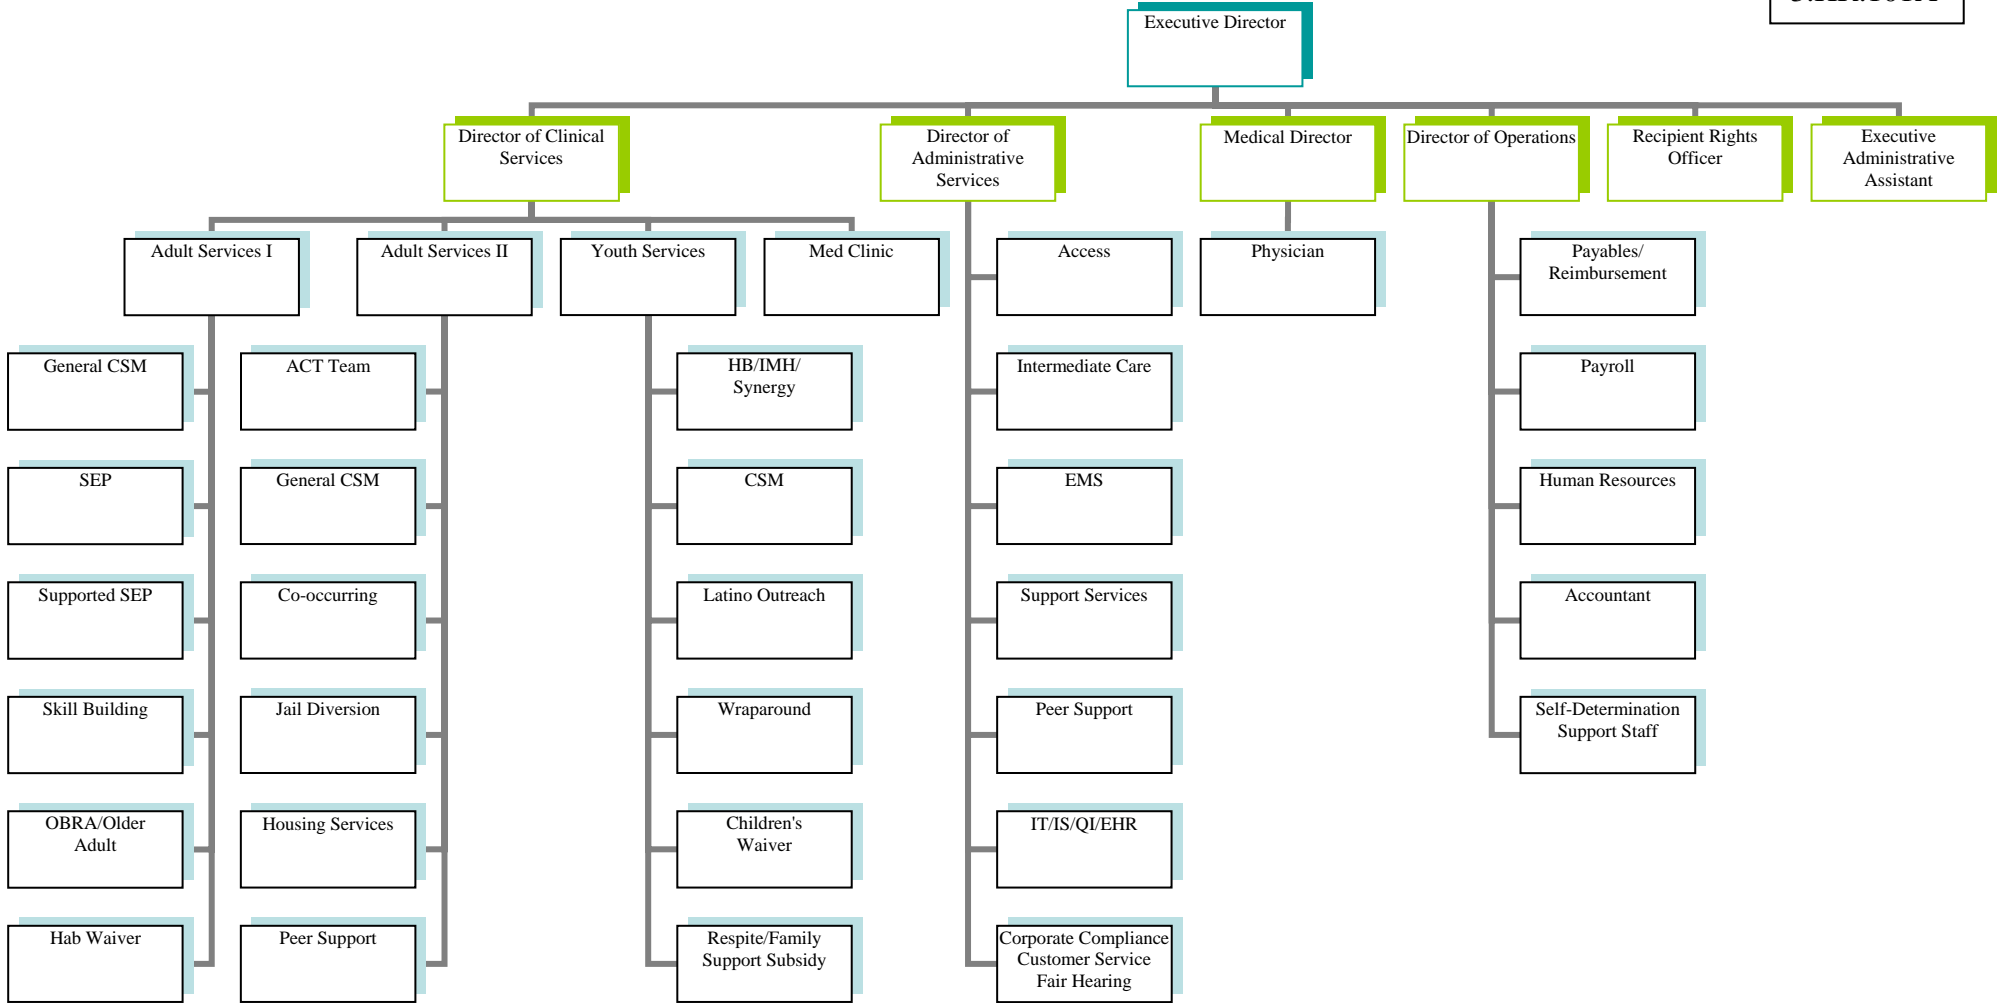 Executive Director
Director of Clinical
Services
Director of
Administrative
Services
Medical Director
Director of Operations
Recipient Rights
Officer
Executive
Administrative
Assistant
Adult Services I
Adult Services II
Youth Services
Med Clinic
Access
Physician
Payables/
Reimbursement
General CSM
ACT Team
HB/IMH/
Synergy
Intermediate Care
Payroll
SEP
General CSM
CSM
EMS
Human Resources
Supported SEP
Co-occurring
Latino Outreach
Support Services
Accountant
Skill Building
Jail Diversion
Wraparound
Peer Support
Self-Determination
Support Staff
OBRA/Older
Adult
Housing Services
Children's
Waiver
IT/IS/QI/EHR
Hab Waiver
Peer Support
Respite/Family
Support Subsidy
Corporate Compliance
Customer Service
Fair Hearing